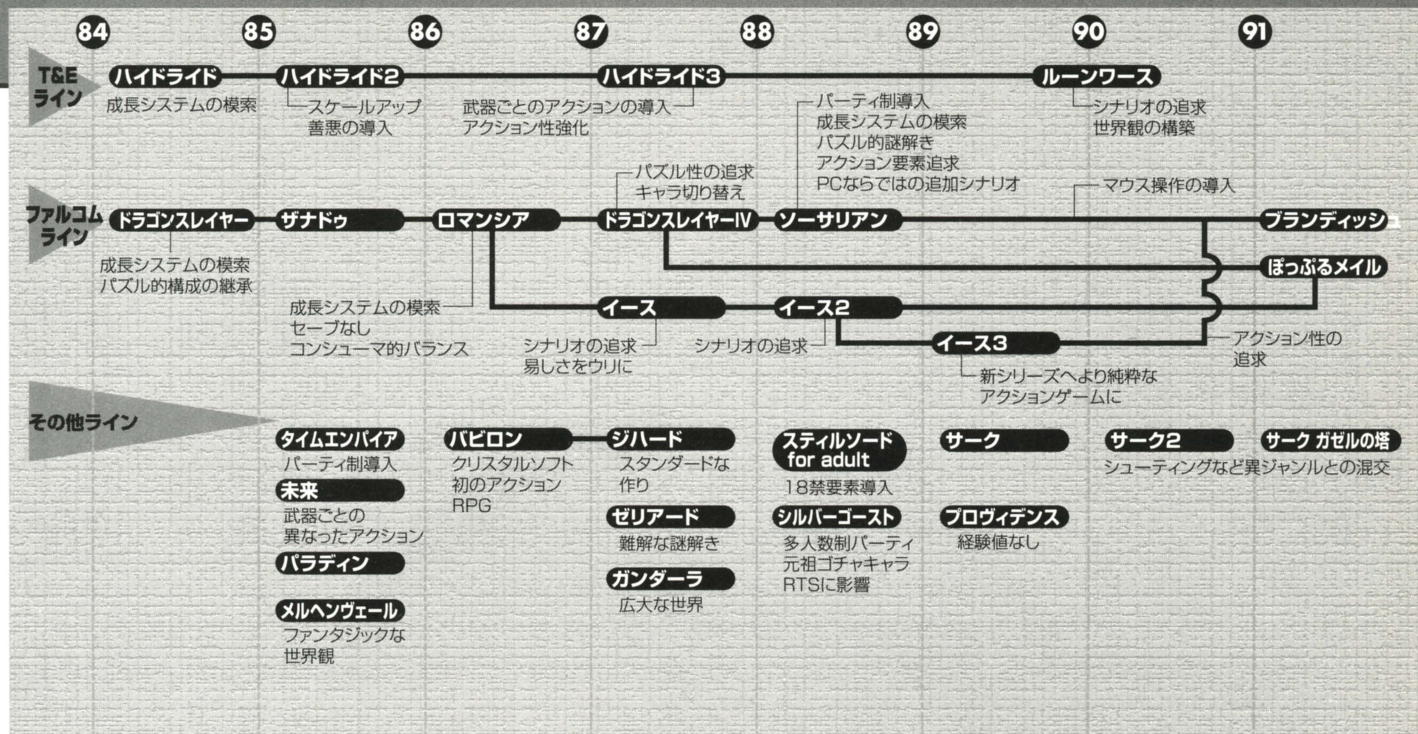 84
85
86
87
88
89
90
91
T&E
ライン
ハイドライド
ハイドライド2
ハイドライド3
ルーンワース
成長システムの模索
スケールアップ
善悪の導入
武器ごとのアクションの導入
アクション性強化
パーティ制導入
成長システムの模索
パズル的謎解き
アクション要素追求
PCならではの追加シナリオ
シナリオの追求
世界観の構築
パズル性の追求
キャラ切り替え
マウス操作の導入
ファルコム
ライン
ドラゴンスレイヤー
ザナドゥ
ロマンシア
ドラゴンスレイヤーIV
ソーサリアン
ブランディッシュ
成長システムの模索
パズル的構成の継承
ぽっぷるメイル
成長システムの模索
セーブなし
コンシューマ的バランス
イース
イース2
シナリオの追求
易しさをウリに
シナリオの追求
イース3
アクション性の
追求
新シリーズへより純粋な
アクションゲームに
その他ライン
タイムエンパイア
パーティ制導入
未来
武器ごとの
異なったアクション
パラディン
メルヘンヴェール
ファンタジックな
世界観
バビロン
クリスタルソフト
初のアクション
RPG
ジハード
スタンダードな
作り
ゼリアード
難解な謎解き
ガンダーラ
広大な世界
スティルソード
for adult
18禁要素導入
シルバーゴースト
多人数制パーティ
元祖ゴチャキャラ
RTSに影響
サーク
プロヴィデンス
経験値なし
サーク2
サーク ガゼルの塔
シューティングなど異ジャンルとの混交